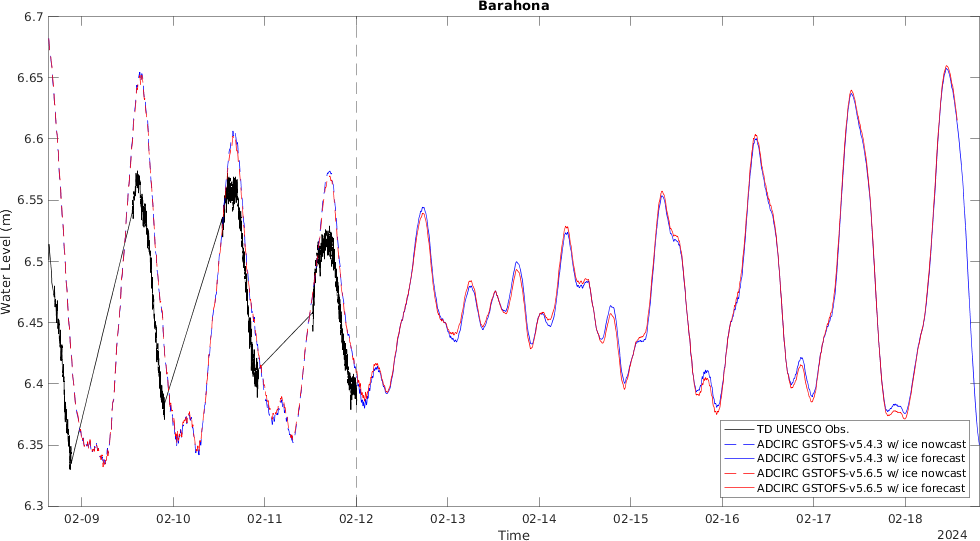 Barahona
6.7
6.65
6.6
6.55
6.5
6.45
6.4
6.35
6.3
Water Level (m)
02-09 02-10 02-11 02-12 02-13 02-14 02-15 02-16 02-17 02-18
Time
2024
TD UNESCO Obs.
ADCIRC GSTOFS-v5.4.3 w/ ice nowcast
ADCIRC GSTOFS-v5.4.3 w/ ice forecast
ADCIRC GSTOFS-v5.6.5 w/ ice nowcast
ADCIRC GSTOFS-v5.6.5 w/ ice forecast